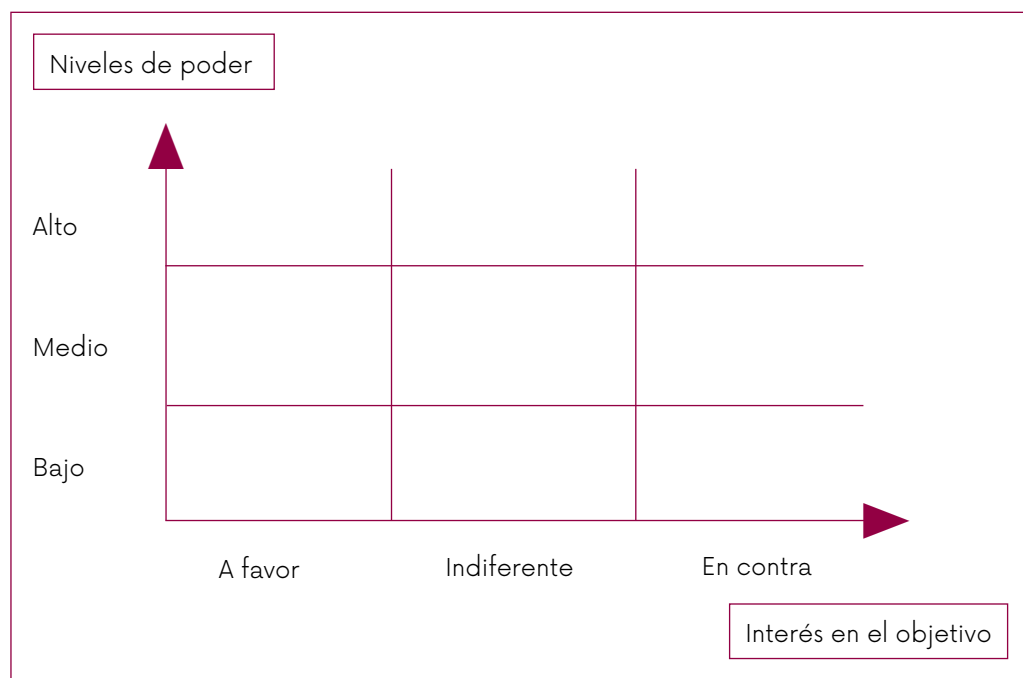 Niveles de poder
Alto
Medio
Bajo
A favor
Indiferente
En contra
Interés en el objetivo